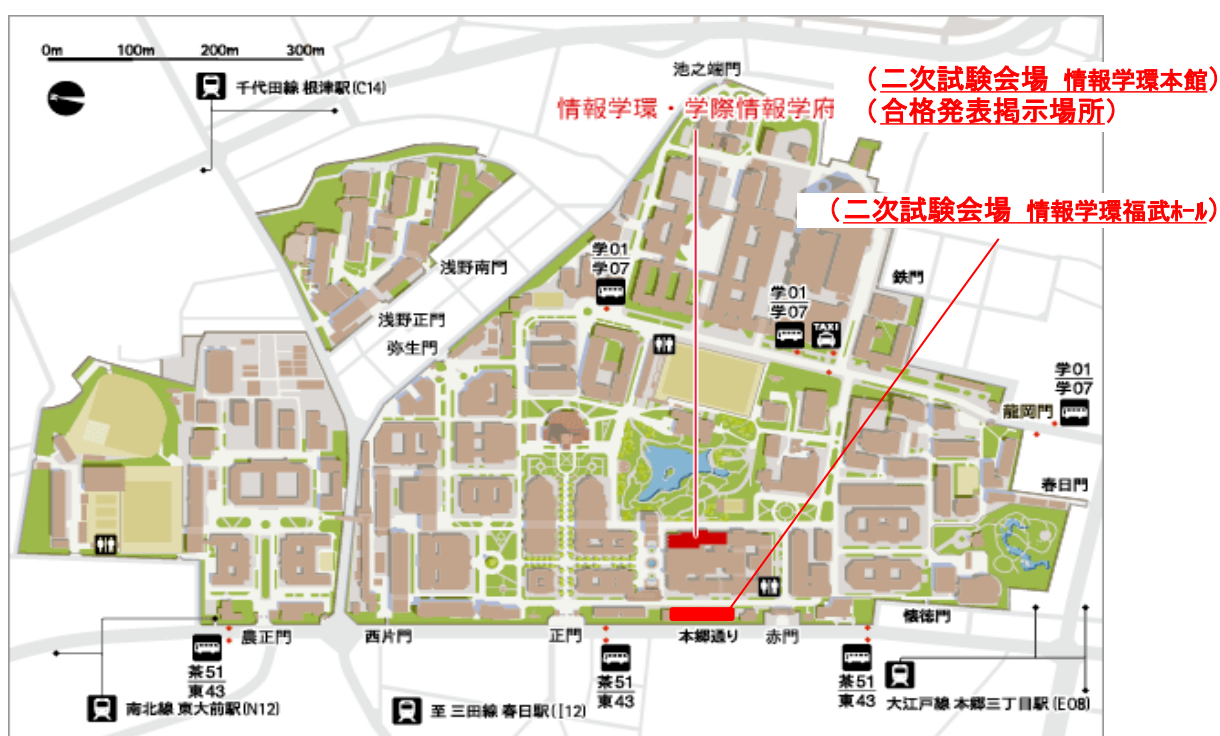 0m 100m 200m 300m
千代田線 根津駅(C14)
池之端門
(二次試験会場 情報学環本館)
(合格発表掲示場所)
情報学環・学際情報学府
(二次試験会場 情報学環福武ホール)
浅野南門
学01
学07
鉄門
学01
学07
TAXI
浅野正門
弥生門
学01
学07
龍岡門
春日門
懐徳門
農正門
西片門
正門
本郷通り
赤門
茶51
東43
茶51
東43
茶51
東43
南北線 東大前駅(N12)
至 三田線 春日駅(I12)
大江戸線 本郷三丁目駅(E08)